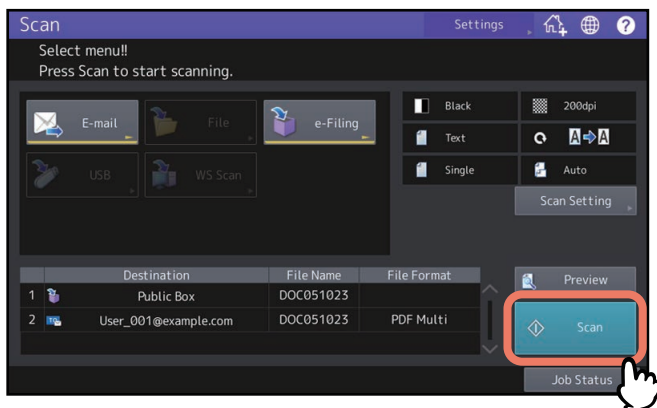 Scan
Settings
Select menu!!
Press Scan to start scanning.
E-mail
File
e-Filing
USB
WS Scan
Black
200dpi
Text
A A
Single
Auto
Scan Setting
Destination File Name File Format
1 Public Box DOC051023
2 TO: User_001@example.com DOC051023 PDF Multi
Preview
Scan
Job Status